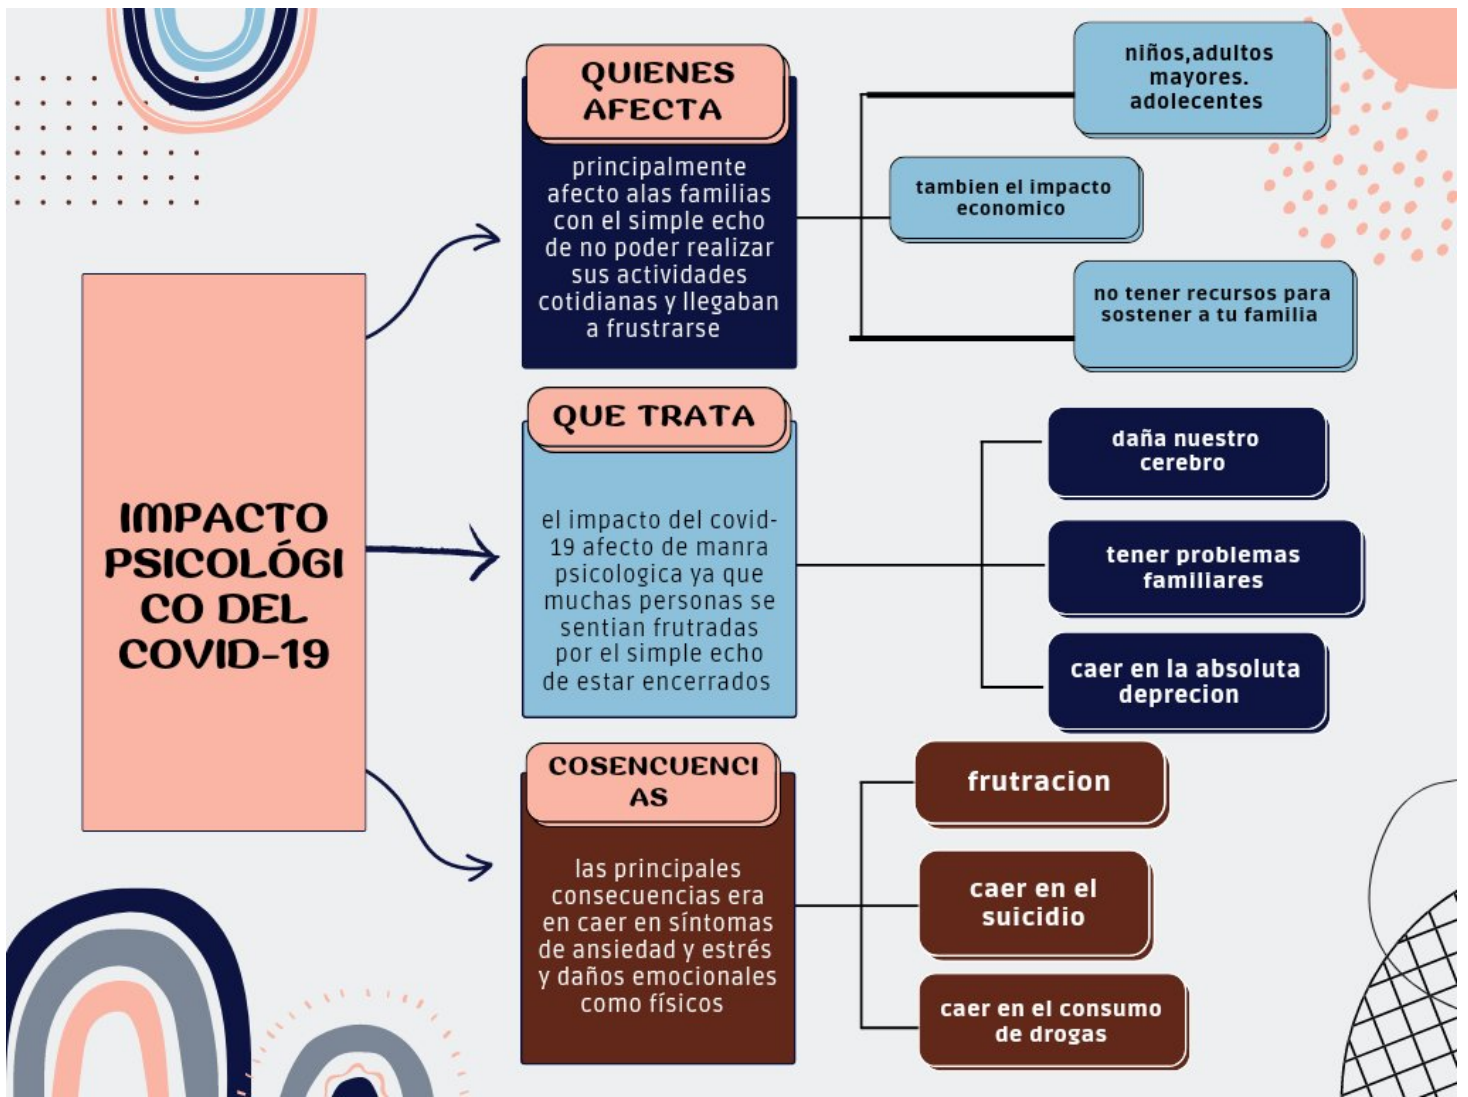 IMPACTO
PSICOLÓGI
CO DEL
COVID-19
QUIENES
AFECTA
principalmente
afecto alas familias
con el simple echo
de no poder realizar
sus actividades
cotidianas y llegaban
a frustrarse
niños,adultos
mayores.
adolecentes
tambien el impacto
economico
no tener recursos para
sostener a tu familia
QUE TRATA
el impacto del covid-
19 afecto de manra
psicologica ya que
muchas personas se
sentian frutradas
por el simple echo
de estar encerrados
daña nuestro
cerebro
tener problemas
familiares
caer en la absoluta
deprecion
COSENCUENCI
AS
las principales
consecuencias era
en caer en síntomas
de ansiedad y estrés
y daños emocionales
como físicos
frutracion
caer en el
suicidio
caer en el consumo
de drogas